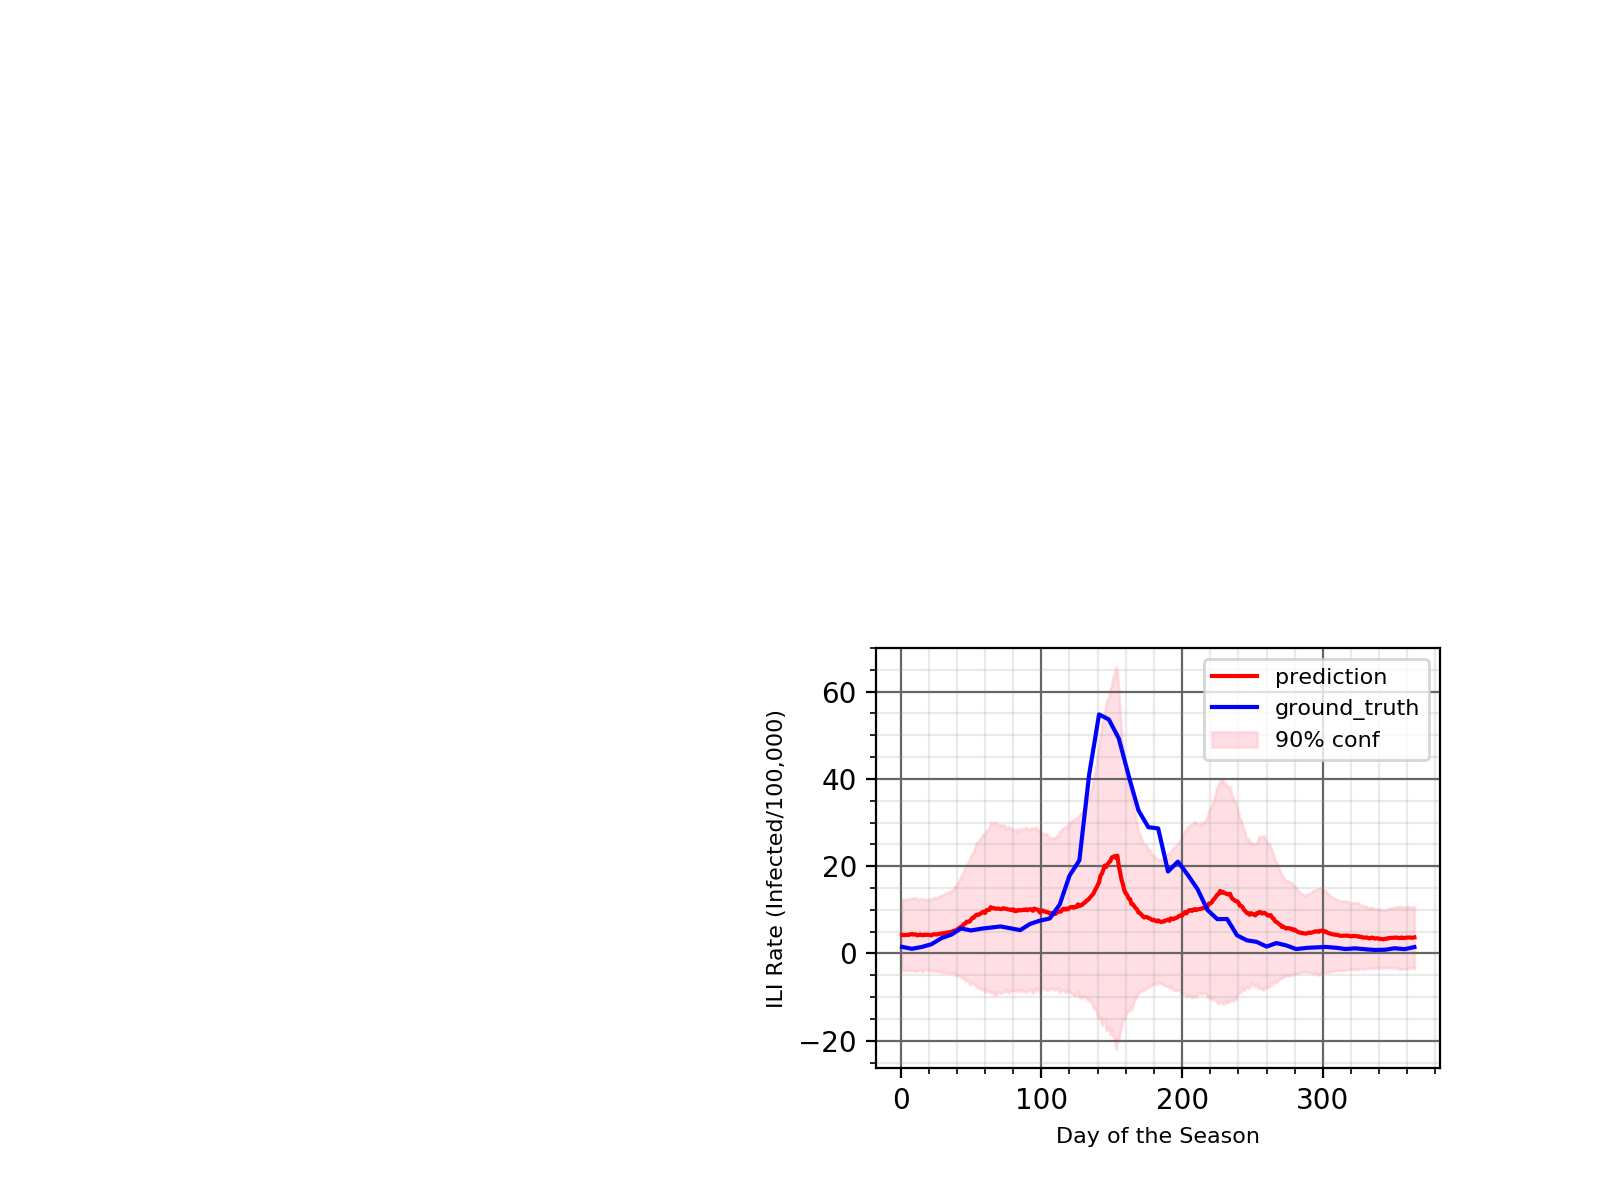 prediction
ground_truth
90% conf
60
40
20
0
−20
ILI Rate (Infected/100,000)
0 100 200 300
Day of the Season